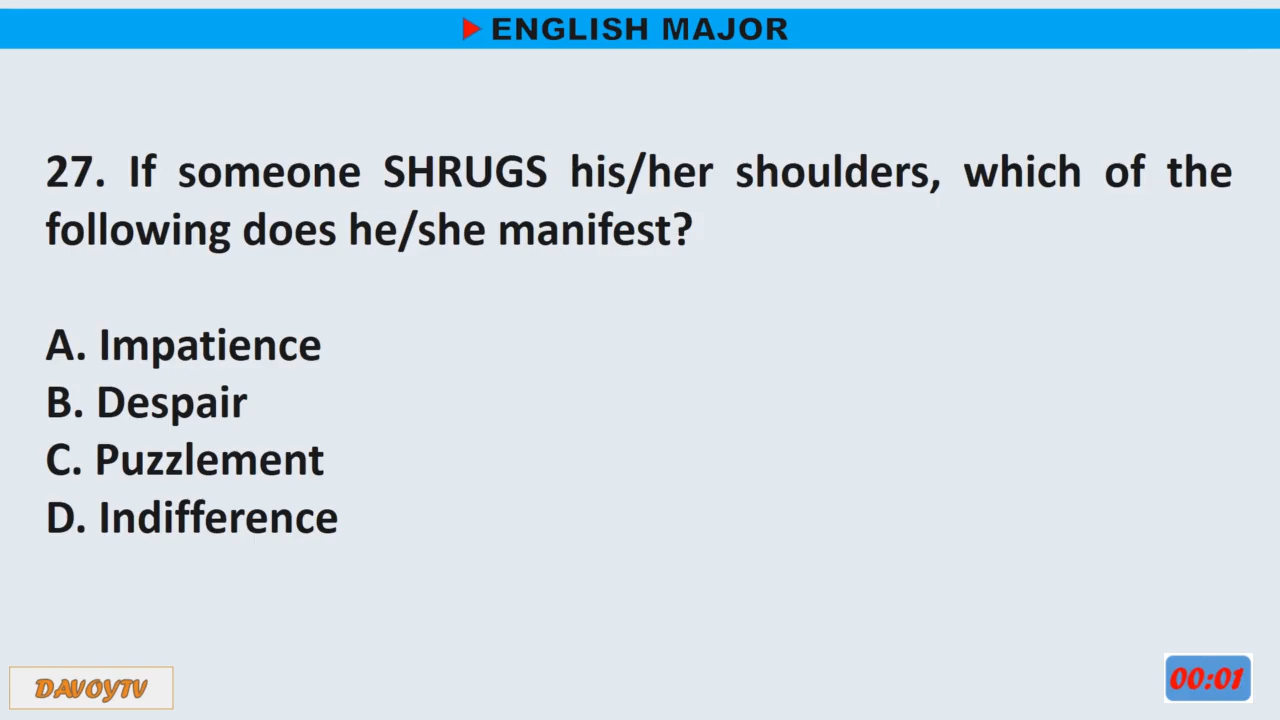 ENGLISH MAJOR
27. If someone SHRUGS his/her shoulders, which of the
following does he/she manifest?
A. Impatience
B. Despair
C. Puzzlement
D. Indifference
DAVOYTV
00:01